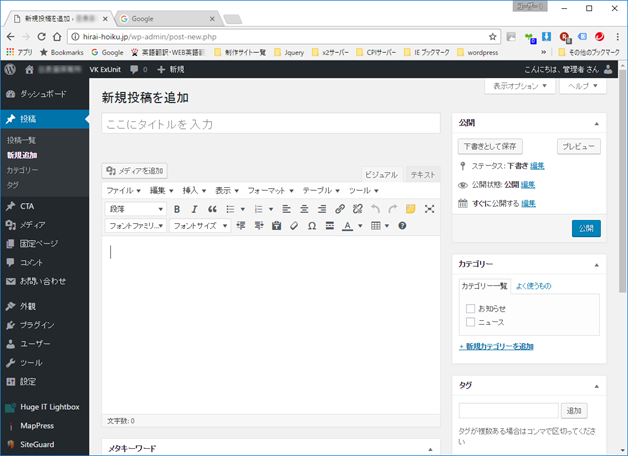 ユーザー 1
新規投稿を追加 ‹
Google
hirai-hoiku.jp/wp-admin/post-new.php
アプリ ★ Bookmarks Google 英語翻訳-WEB英語 制作サイト一覧 Jquery x2サーバー CPIサーバー IE ブックマーク wordpress » その他のブックマーク
VK ExUnit 0 + 新規 こんにちは、管理者 さん
表示オプション ▼ ヘルプ ▼
ダッシュボード
投稿
投稿一覧
新規追加
カテゴリー
タグ
CTA
メディア
固定ページ
コメント
お問い合わせ
外観
プラグイン
ユーザー
ツール
設定
Huge IT Lightbox
MapPress
SiteGuard
新規投稿を追加
ここにタイトルを入力
メディアを追加
ビジュアル テキスト
ファイル ▼ 編集 ▼ 挿入 ▼ 表示 ▼ フォーマット ▼ テーブル ▼ ツール ▼
段落 B I
フォントファミリ... フォントサイズ Ω A
文字数: 0
メタキーワード
公開
下書きとして保存 プレビュー
ステータス: 下書き 編集
公開状態: 公開 編集
すぐに公開する 編集
公開
カテゴリー
カテゴリー一覧 よく使うもの
お知らせ
ニュース
+ 新規カテゴリーを追加
タグ
追加
タグが複数ある場合はコンマで区切ってくださ
い